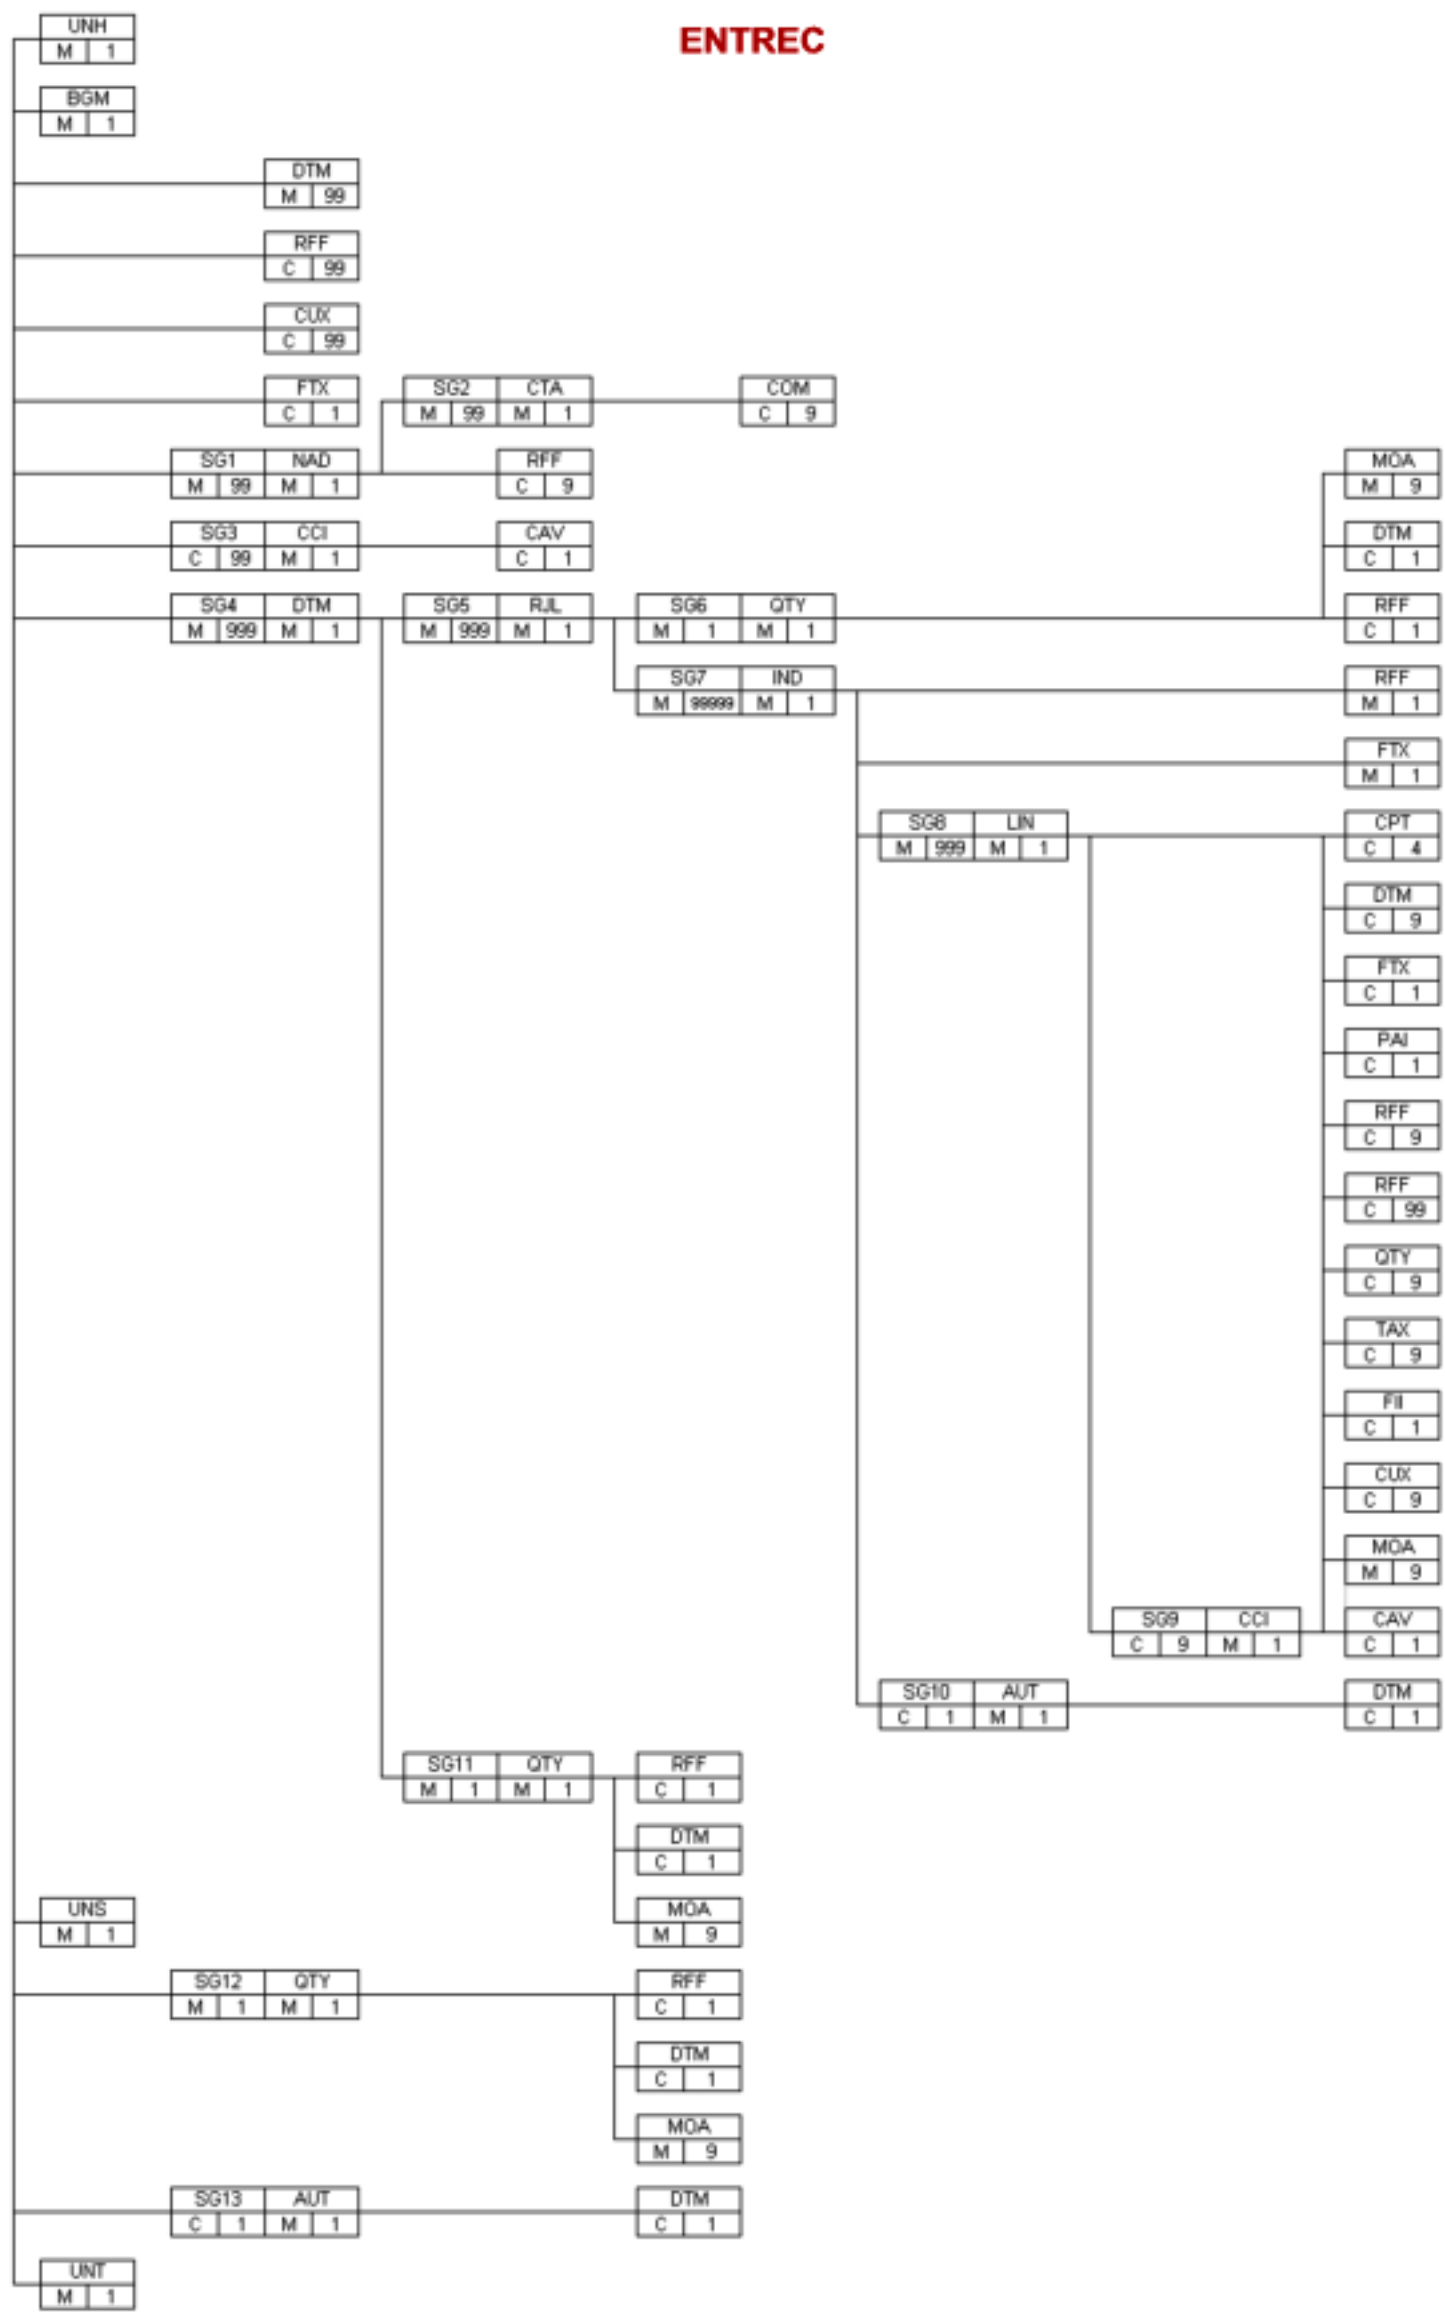 ENTREC
UNH
M 1
BGM
M 1
DTM
M 99
RFF
C 99
CUX
C 99
FTX SG2 CTA COM
C 1 M 99 M 1 C 9
SG1 NAD RFF MOA
M 99 M 1 C 9 M 9
SG3 CCI CAV DTM
C 99 M 1 C 1 C 1
SG4 DTM SG5 RJL SG6 QTY RFF
M 999 M 1 M 999 M 1 M 1 M 1 C 1
SG7 IND RFF
M 99999 M 1 M 1
FTX
M 1
SG8 LIN CPT
M 999 M 1 C 4
DTM
C 9
FTX
C 1
PAI
C 1
RFF
C 9
RFF
C 99
QTY
C 9
TAX
C 9
FII
C 1
CUX
C 9
MOA
M 9
SG9 CCI CAV
C 9 M 1 C 1
SG10 AUT DTM
C 1 M 1 C 1
SG11 QTY RFF
M 1 M 1 C 1
DTM
C 1
UNS MOA
M 1 M 9
SG12 QTY RFF
M 1 M 1 C 1
DTM
C 1
MOA
M 9
SG13 AUT DTM
C 1 M 1 C 1
UNT
M 1